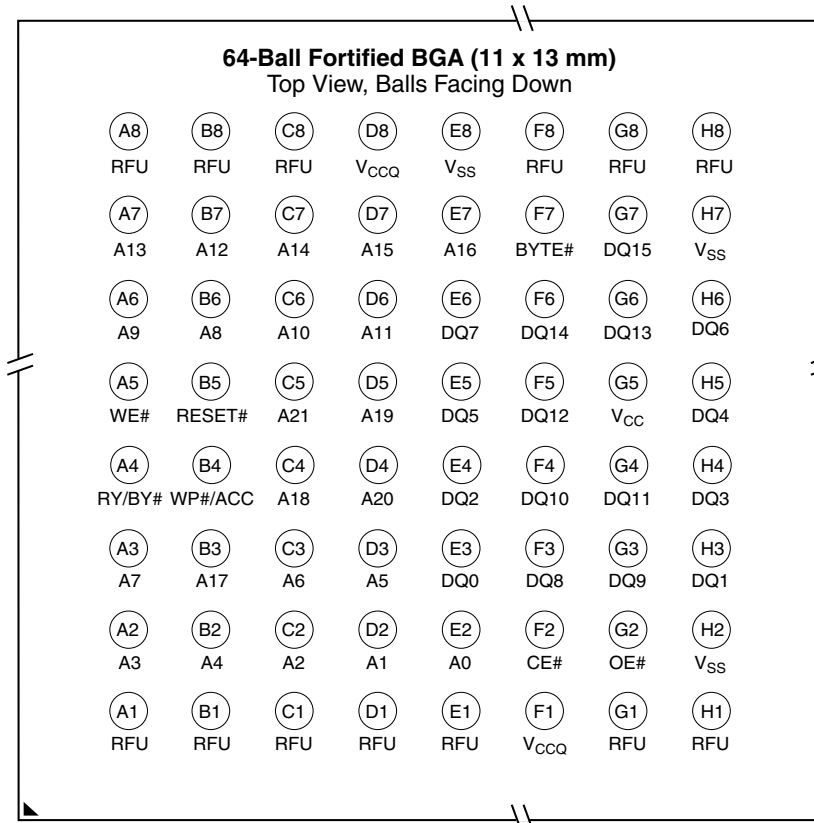 64-Ball Fortified BGA (11 x 13 mm)
Top View, Balls Facing Down
A8 B8 C8 D8 E8 F8 G8 H8
RFU RFU RFU VCCQ VSS RFU RFU RFU
A7 B7 C7 D7 E7 F7 G7 H7
A13 A12 A14 A15 A16 BYTE# DQ15 VSS
A6 B6 C6 D6 E6 F6 G6 H6
A9 A8 A10 A11 DQ7 DQ14 DQ13 DQ6
A5 B5 C5 D5 E5 F5 G5 H5
WE# RESET# A21 A19 DQ5 DQ12 VCC DQ4
A4 B4 C4 D4 E4 F4 G4 H4
RY/BY# WP#/ACC A18 A20 DQ2 DQ10 DQ11 DQ3
A3 B3 C3 D3 E3 F3 G3 H3
A7 A17 A6 A5 DQ0 DQ8 DQ9 DQ1
A2 B2 C2 D2 E2 F2 G2 H2
A3 A4 A2 A1 A0 CE# OE# VSS
A1 B1 C1 D1 E1 F1 G1 H1
RFU RFU RFU RFU RFU VCCQ RFU RFU